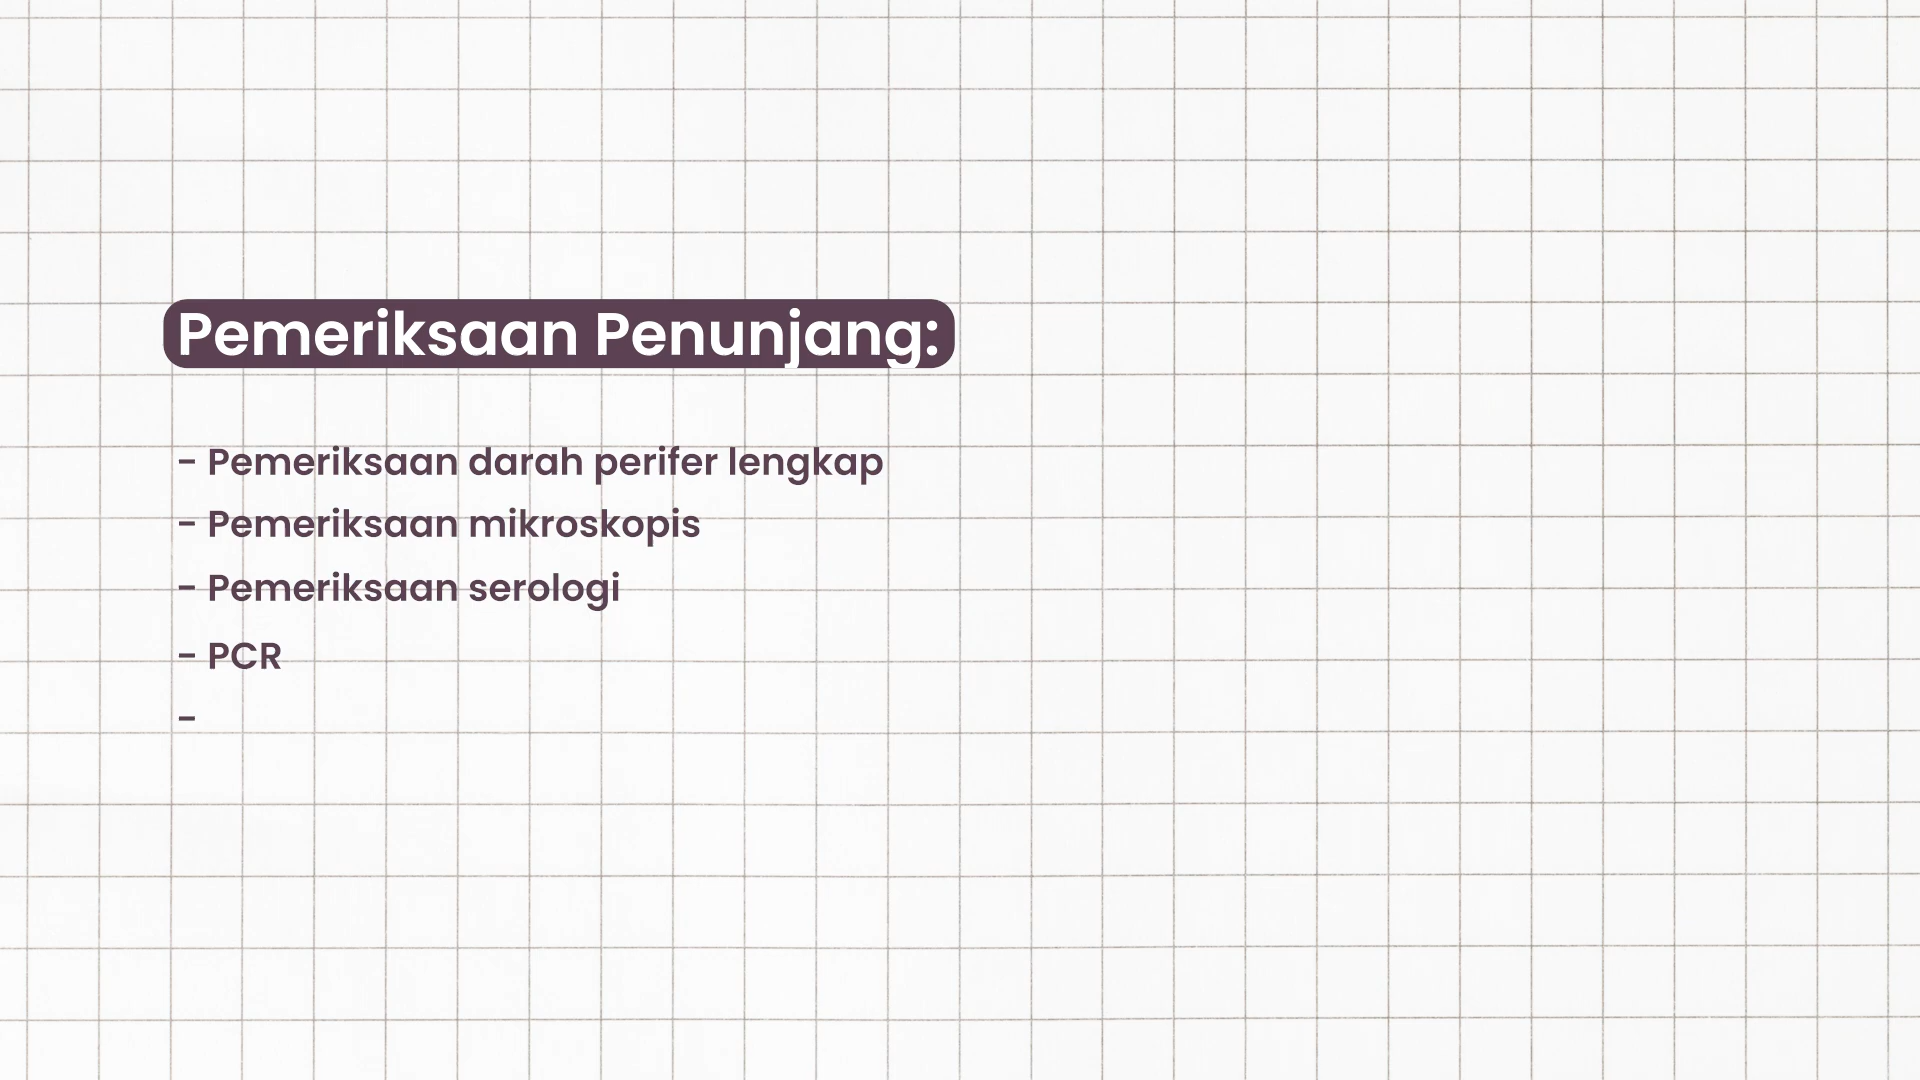 Pemeriksaan Penunjang:
- Pemeriksaan darah perifer lengkap
- Pemeriksaan mikroskopis
- Pemeriksaan serologi
- PCR
-